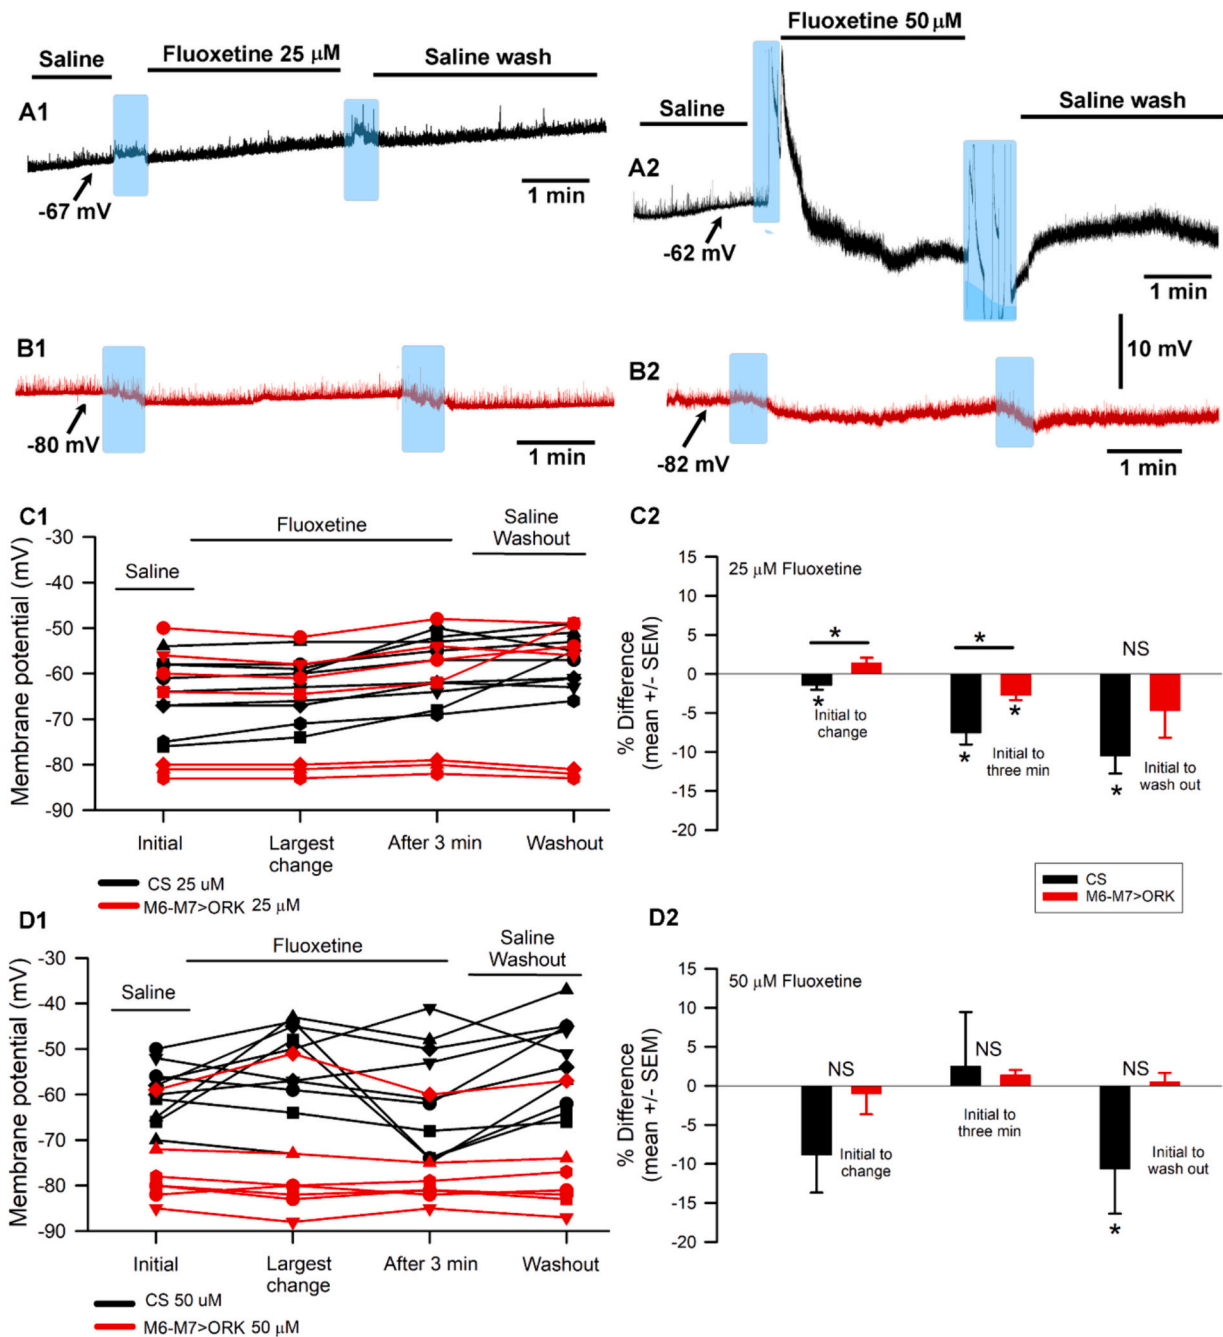 Fluoxetine 50 μM
Saline
Fluoxetine 25 μM
Saline wash
A1
-67 mV
1 min
Saline
Saline wash
A2
-62 mV
1 min
10 mV
B1
-80 mV
1 min
B2
-82 mV
1 min
C1
Membrane potential (mV)
-30
-40
-50
-60
-70
-80
-90
Saline
Fluoxetine
Saline
Washout
Initial
Largest
change
After 3 min
Washout
CS 25 uM
M6-M7>ORK 25 μM
C2
% Difference
(mean +/- SEM)
15
10
5
0
-5
-10
-15
-20
25 μM Fluoxetine
*
*
NS
*
Initial to
change
*
*
Initial to
three min
*
Initial to
wash out
CS
M6-M7>ORK
D1
Membrane potential (mV)
-30
-40
-50
-60
-70
-80
-90
Saline
Fluoxetine
Saline
Washout
Initial
Largest
change
After 3 min
Washout
CS 50 uM
M6-M7>ORK 50 μM
D2
% Difference
(mean +/- SEM)
15
10
5
0
-5
-10
-15
-20
50 μM Fluoxetine
NS
NS
NS
Initial to
change
Initial to
three min
Initial to
wash out
*